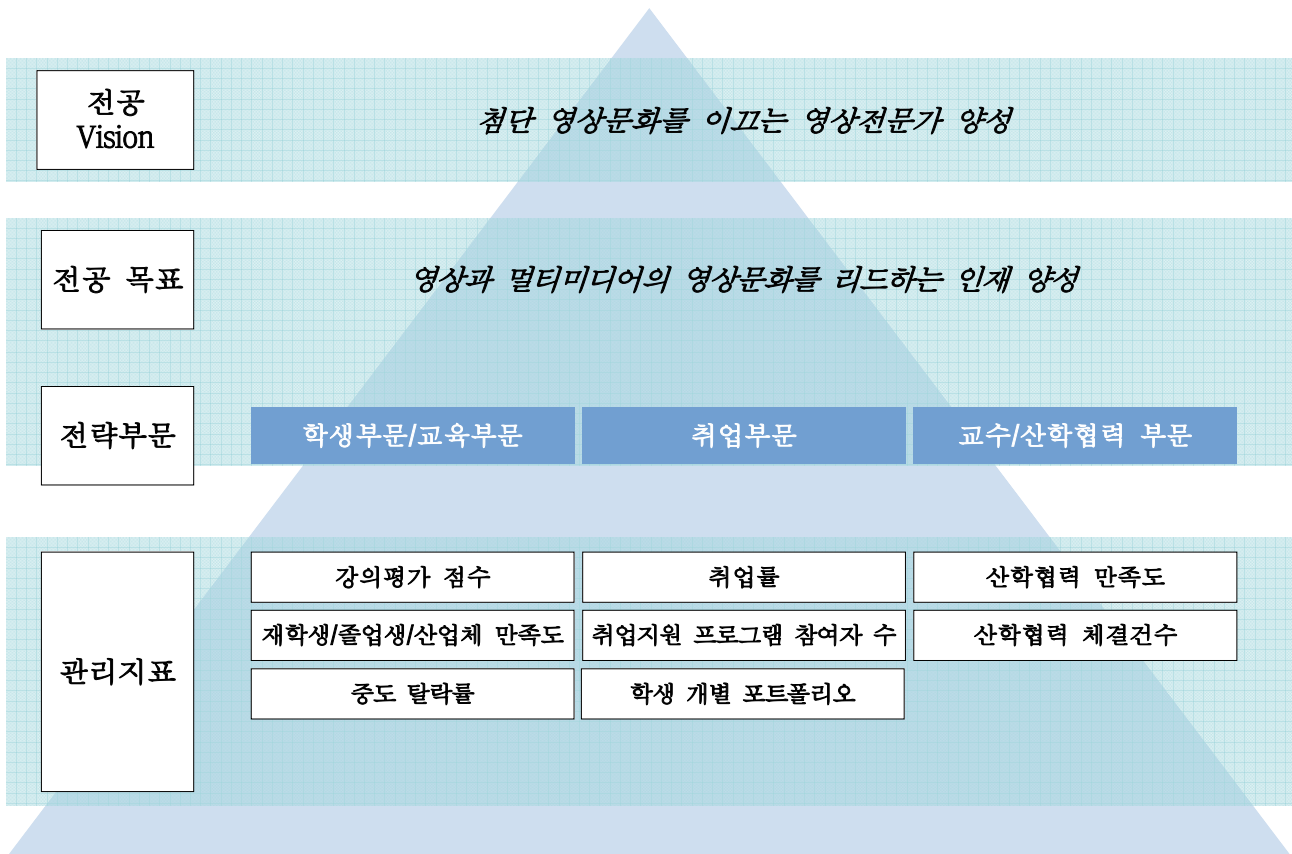 전공
Vision
첨단 영상문화를 이끄는 영상전문가 양성
전공 목표
영상과 멀티미디어의 영상문화를 리드하는 인재 양성
전략부문
학생부문/교육부문
취업부문
교수/산학협력 부문
관리지표
강의평가 점수
취업률
산학협력 만족도
재학생/졸업생/산업체 만족도
취업지원 프로그램 참여자 수
산학협력 체결건수
중도 탈락률
학생 개별 포트폴리오